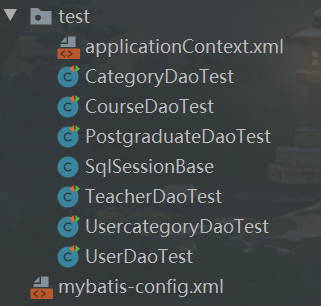 test
applicationContext.xml
CategoryDaoTest
CourseDaoTest
PostgraduateDaoTest
SqlSessionBase
TeacherDaoTest
UsercategoryDaoTest
UserDaoTest
mybatis-config.xml